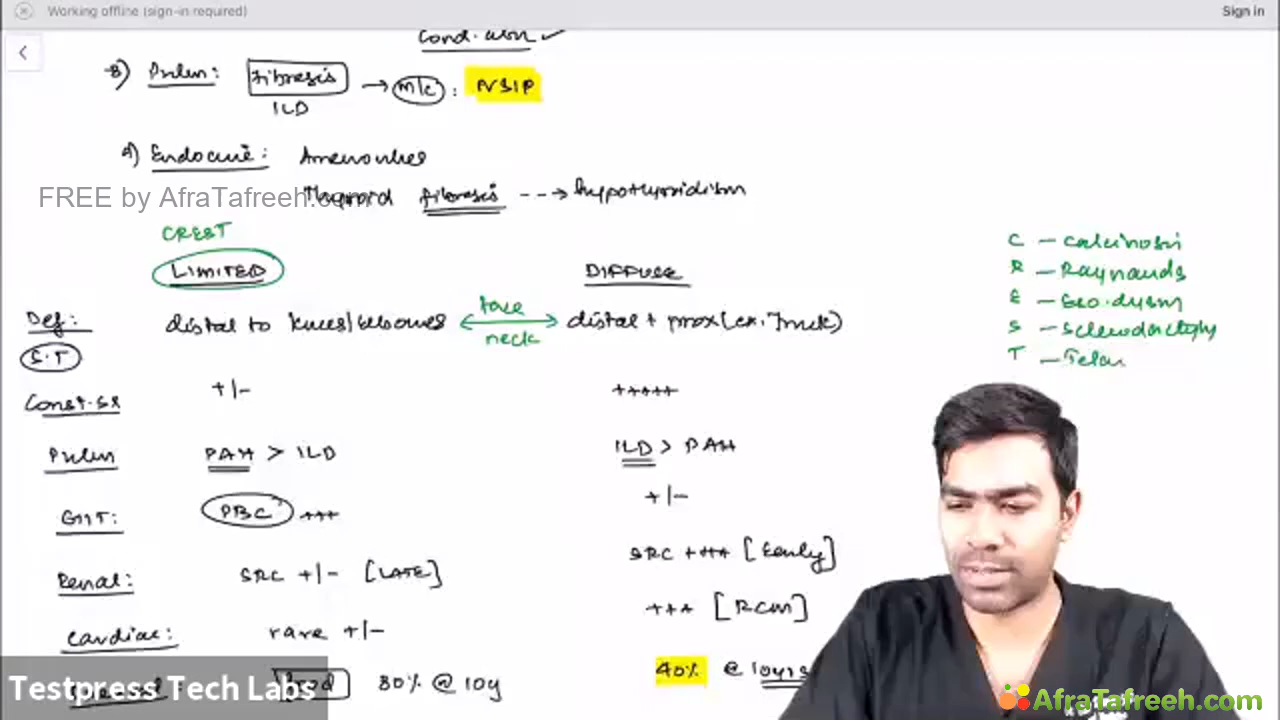 Working offline (sign-in required)
Sign in
8) Pulm: Fibrosis → m/c : NSIP
ILD
9) Endocrine: Amenorrhea
FREE by AfraTafreeh.co
Thyroid fibrosis ---> hypothyroidism
CREST
LIMITED
DIFFUSE
C - calcinosis
R - Raynauds
E - Eso.dysm
S - Sclerodactyly
T - Telan
Def: distal to knees/elbows <—> distal + prox (ex. Trunk)
face
neck
S.T
Const.sx +/- +++++
Pulm PAH > ILD ILD > PAH
GIT: PBC +++ +/-
Renal: SRC +/- [LATE] SRC +++ [Early]
Cardiac: rare +/- +++ [RCM]
80% @ 10y 40% @ 10yrs
Testpress Tech Labs
AfraTafreeh.com